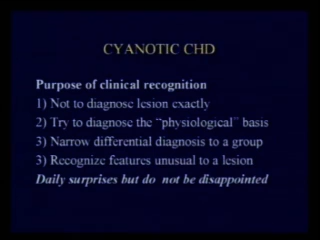 CYANOTIC CHD
Purpose of clinical recognition
1) Not to diagnose lesion exactly
2) Try to diagnose the "physiological" basis
3) Narrow differential diagnosis to a group
3) Recognize features unusual to a lesion
Daily surprises but do not be disappointed